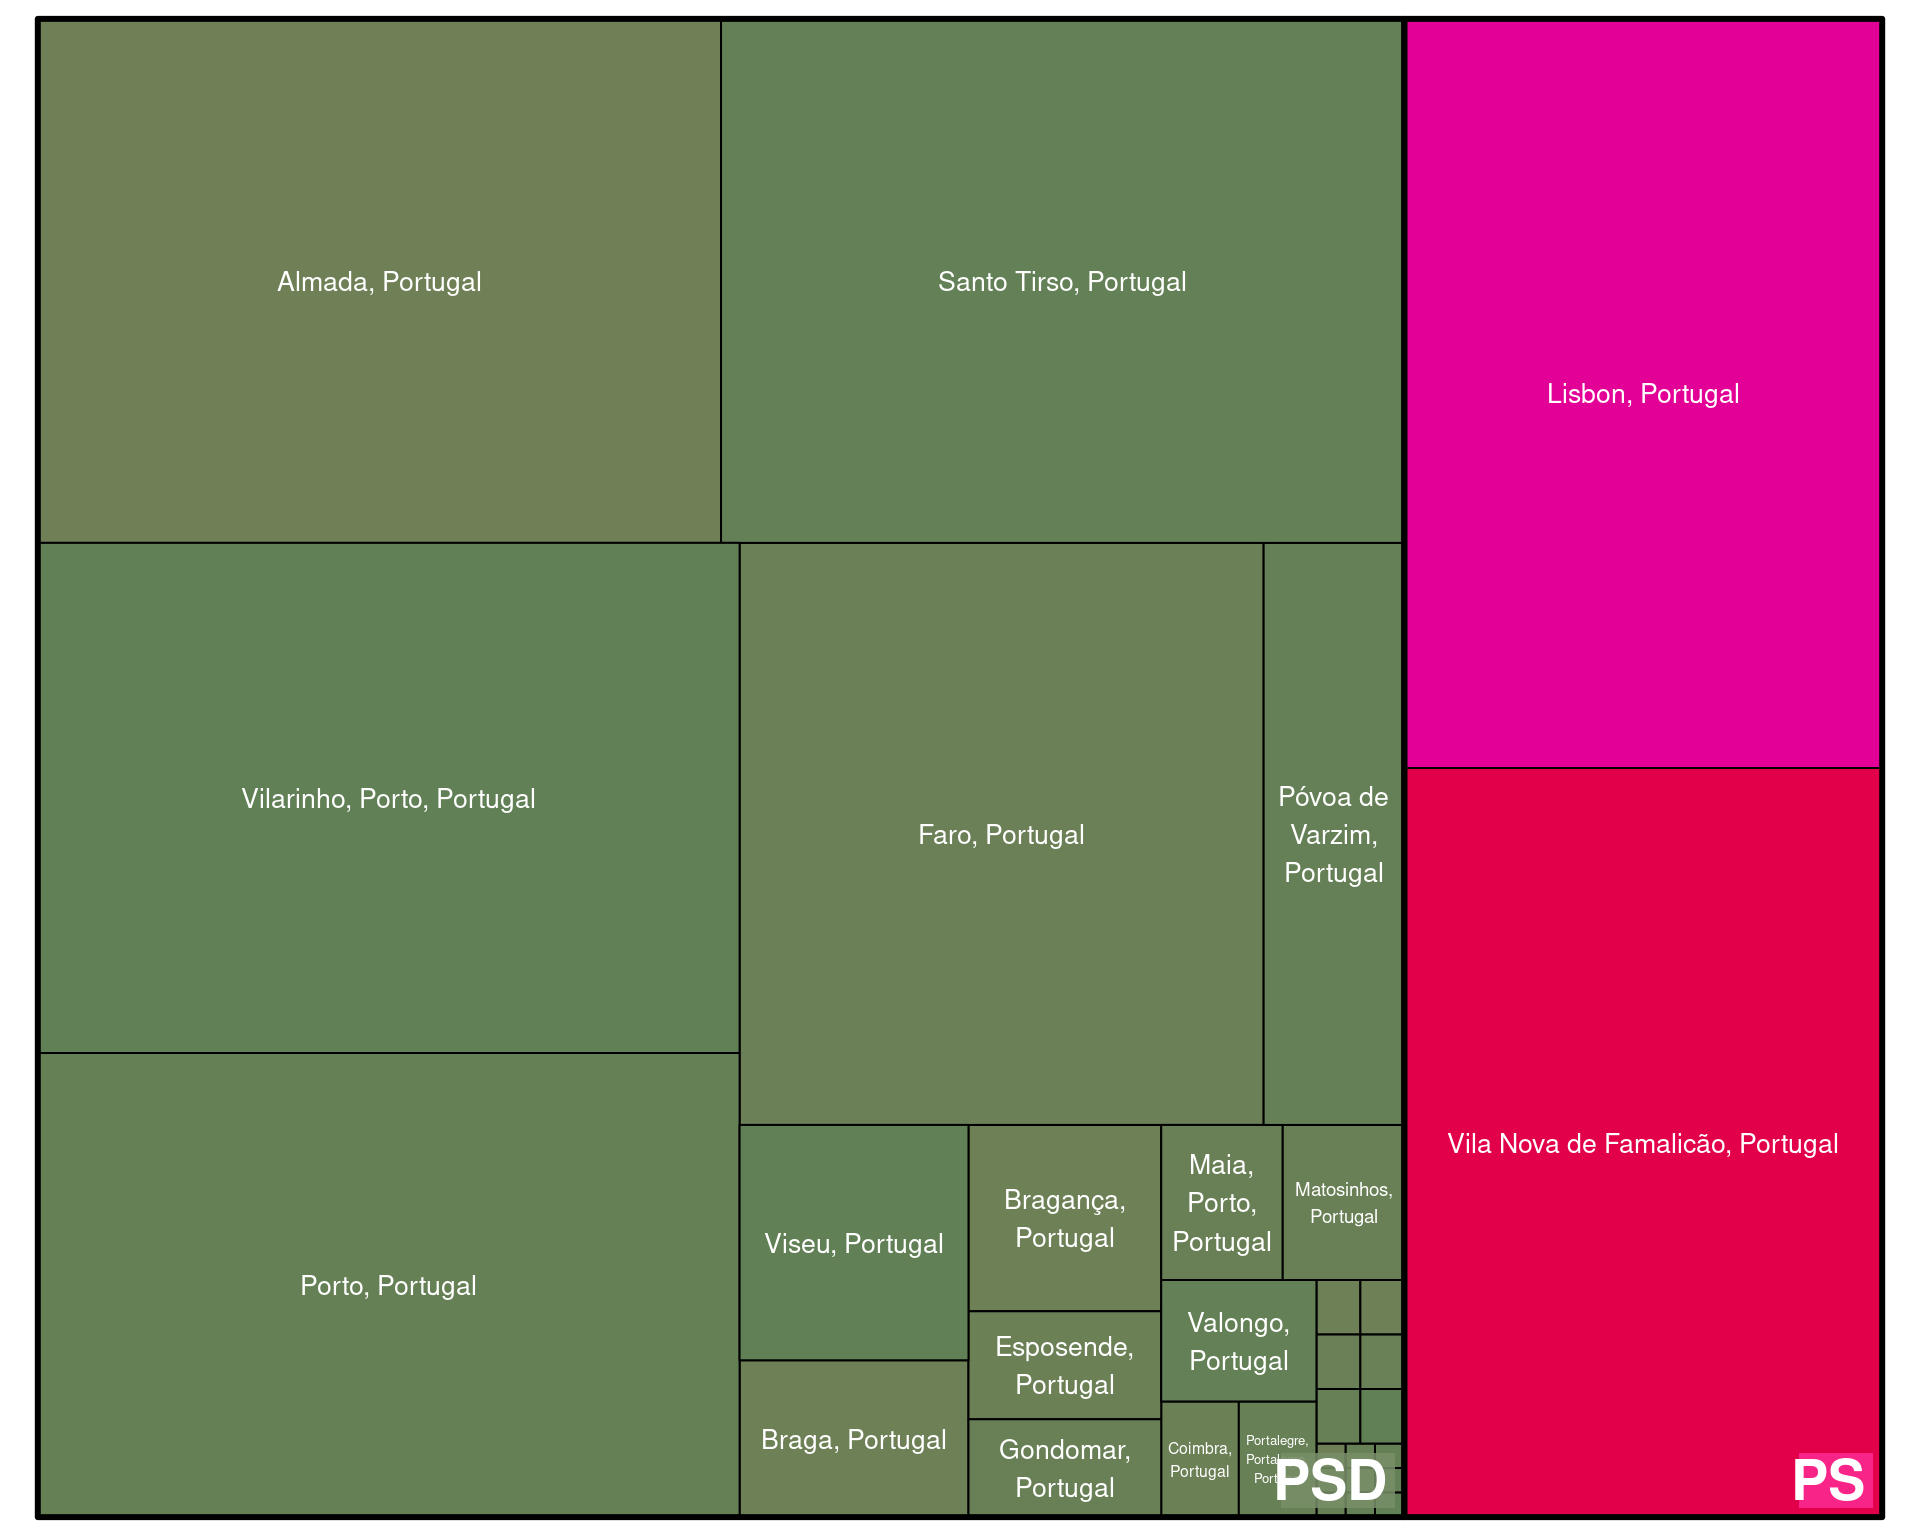 Almada, Portugal
Santo Tirso, Portugal
Lisbon, Portugal
Vilarinho, Porto, Portugal
Faro, Portugal
Póvoa de
Varzim,
Portugal
Porto, Portugal
Viseu, Portugal
Bragança,
Portugal
Maia,
Porto,
Portugal
Matosinhos,
Portugal
Vila Nova de Famalicão, Portugal
Valongo,
Portugal
Esposende,
Portugal
Braga, Portugal
Gondomar,
Portugal
Coimbra,
Portugal
Portalegre,
PSD
PS